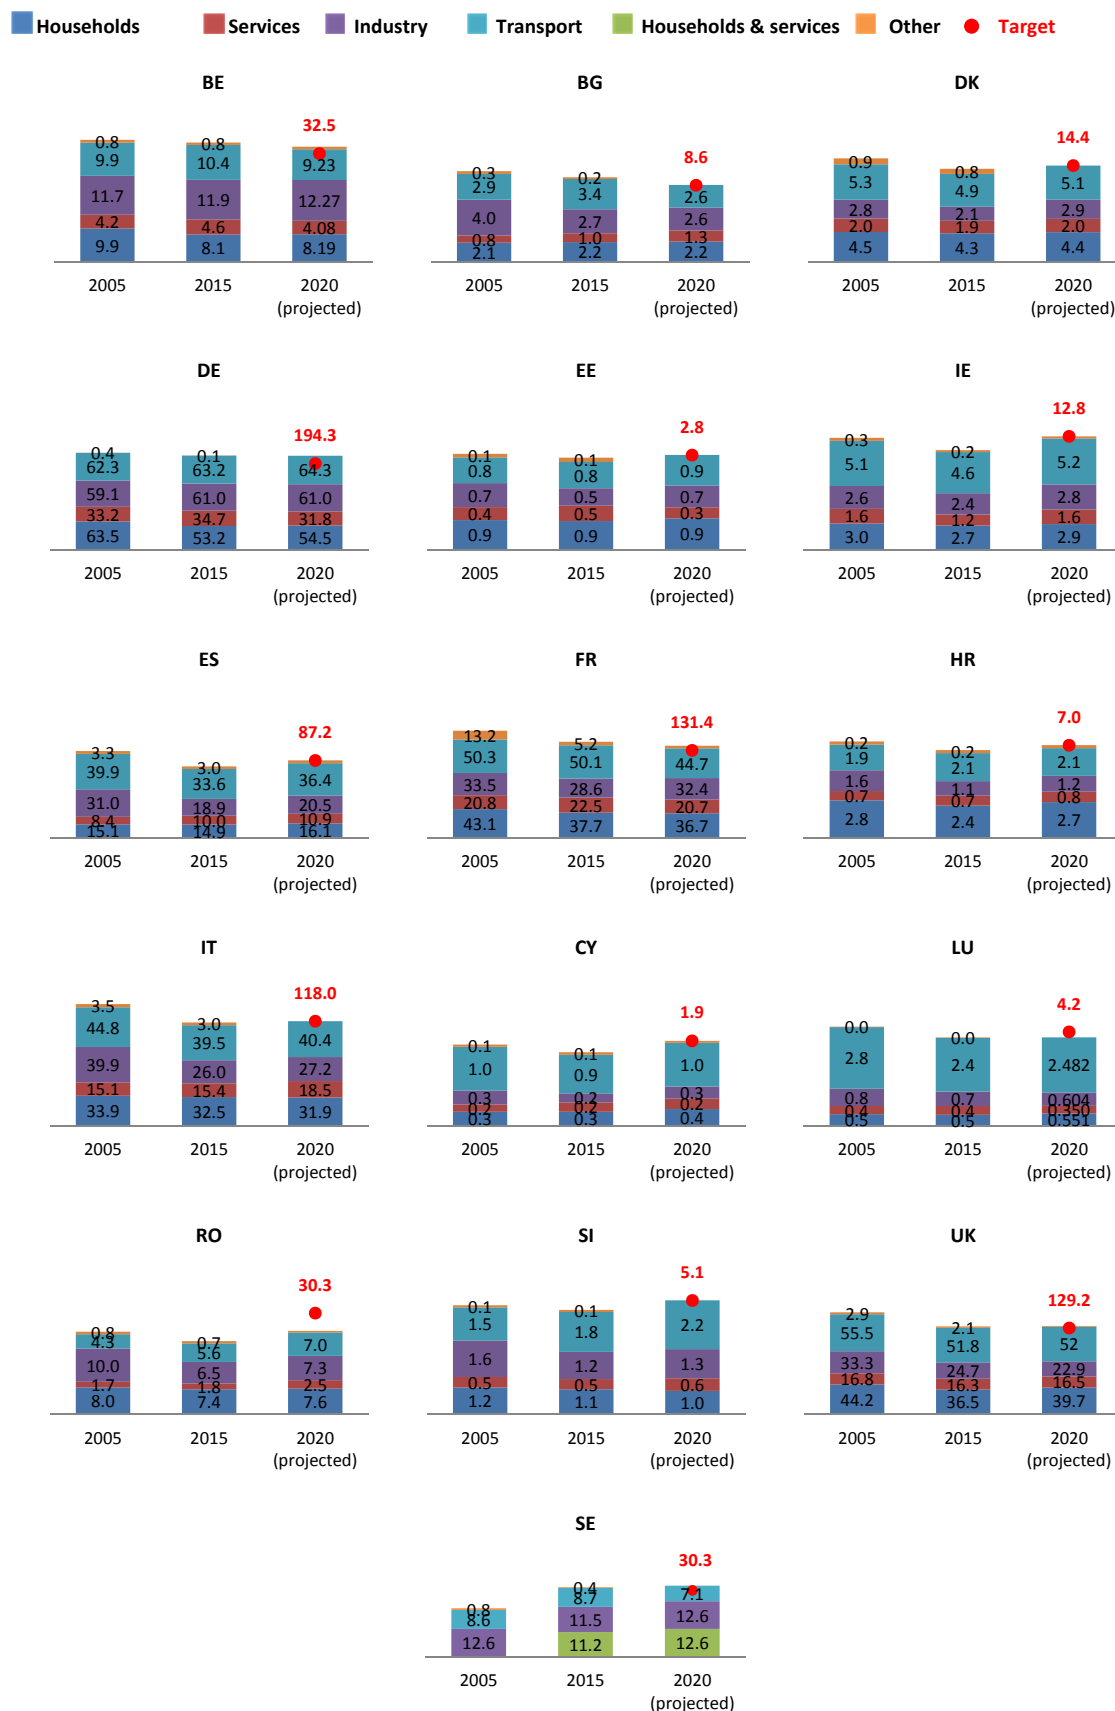 Households Services Industry Transport Households & services Other Target
BE BG DK
32.5
0.8 0.8
9.9 10.4 9.23
11.7 11.9 12.27
4.2 4.6 4.08
9.9 8.1 8.19
2005 2015 2020
(projected)
8.6
0.3 0.2
2.9 3.4 2.6
4.0 2.7 2.6
0.8 1.0 1.3
2.1 2.2 2.2
2005 2015 2020
(projected)
14.4
0.9 0.8
5.3 4.9 5.1
2.8 2.1 2.9
2.0 1.9 2.0
4.5 4.3 4.4
2005 2015 2020
(projected)
DE EE IE
194.3
0.4 0.1
62.3 63.2 64.3
59.1 61.0 61.0
33.2 34.7 31.8
63.5 53.2 54.5
2005 2015 2020
(projected)
2.8
0.1 0.1
0.8 0.8 0.9
0.7 0.5 0.7
0.4 0.5 0.3
0.9 0.9 0.9
2005 2015 2020
(projected)
12.8
0.3 0.2
5.1 4.6 5.2
2.6 2.4 2.8
1.6 1.2 1.6
3.0 2.7 2.9
2005 2015 2020
(projected)
ES FR HR
87.2
3.3 3.0
39.9 33.6 36.4
31.0 18.9 20.5
8.4 10.0 10.9
15.1 14.9 16.1
2005 2015 2020
(projected)
131.4
13.2 5.2
50.3 50.1 44.7
33.5 28.6 32.4
20.8 22.5 20.7
43.1 37.7 36.7
2005 2015 2020
(projected)
7.0
0.2 0.2
1.9 2.1 2.1
1.6 1.1 1.2
0.7 0.7 0.8
2.8 2.4 2.7
2005 2015 2020
(projected)
IT CY LU
118.0
3.5 3.0
44.8 39.5 40.4
39.9 26.0 27.2
15.1 15.4 18.5
33.9 32.5 31.9
2005 2015 2020
(projected)
1.9
0.1 0.1
1.0 0.9 1.0
0.3 0.2 0.3
0.2 0.2 0.2
0.3 0.3 0.4
2005 2015 2020
(projected)
4.2
0.0 0.0
2.8 2.4 2.482
0.8 0.7 0.604
0.4 0.4 0.350
0.5 0.5 0.551
2005 2015 2020
(projected)
RO SI UK
30.3
0.8 0.7
4.3 5.6 7.0
10.0 6.5 7.3
1.7 1.8 2.5
8.0 7.4 7.6
2005 2015 2020
(projected)
5.1
0.1 0.1
1.5 1.8 2.2
1.6 1.2 1.3
0.5 0.5 0.6
1.2 1.1 1.0
2005 2015 2020
(projected)
129.2
2.9 2.1
55.5 51.8 52
33.3 24.7 22.9
16.8 16.3 16.5
44.2 36.5 39.7
2005 2015 2020
(projected)
SE
30.3
0.8 0.4
8.6 8.7 7.1
12.6 11.5 12.6
11.2 12.6
2005 2015 2020
(projected)